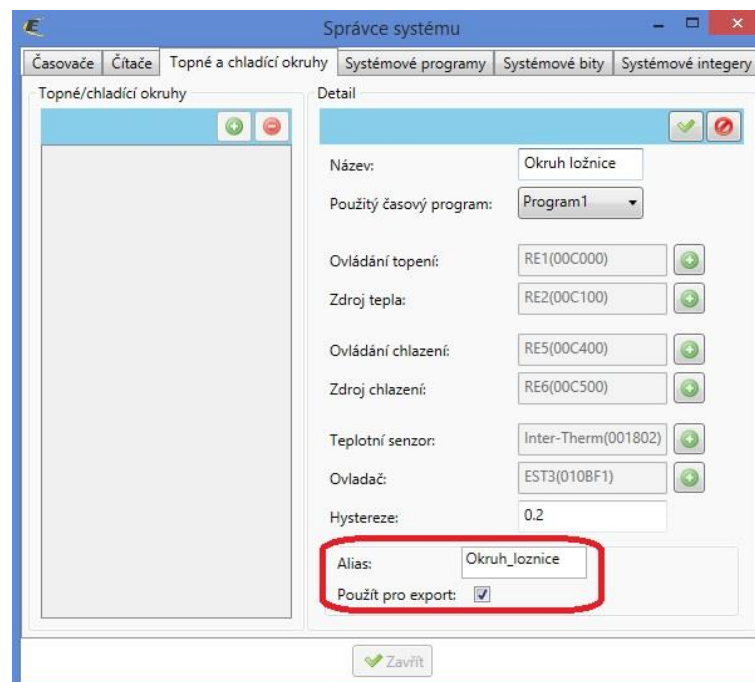 Správce systému
Časovače Čítače Topné a chladící okruhy Systémové programy Systémové bity Systémové integery
Topné/chladící okruhy
Detail
Název: Okruh ložnice
Použitý časový program: Program1
Ovládání topení: RE1(00C000)
Zdroj tepla: RE2(00C100)
Ovládání chlazení: RE5(00C400)
Zdroj chlazení: RE6(00C500)
Teplotní senzor: Inter-Therm(001802)
Ovladač: EST3(010BF1)
Hystereze: 0.2
Alias: Okruh_loznice
Použít pro export:
Zavřít